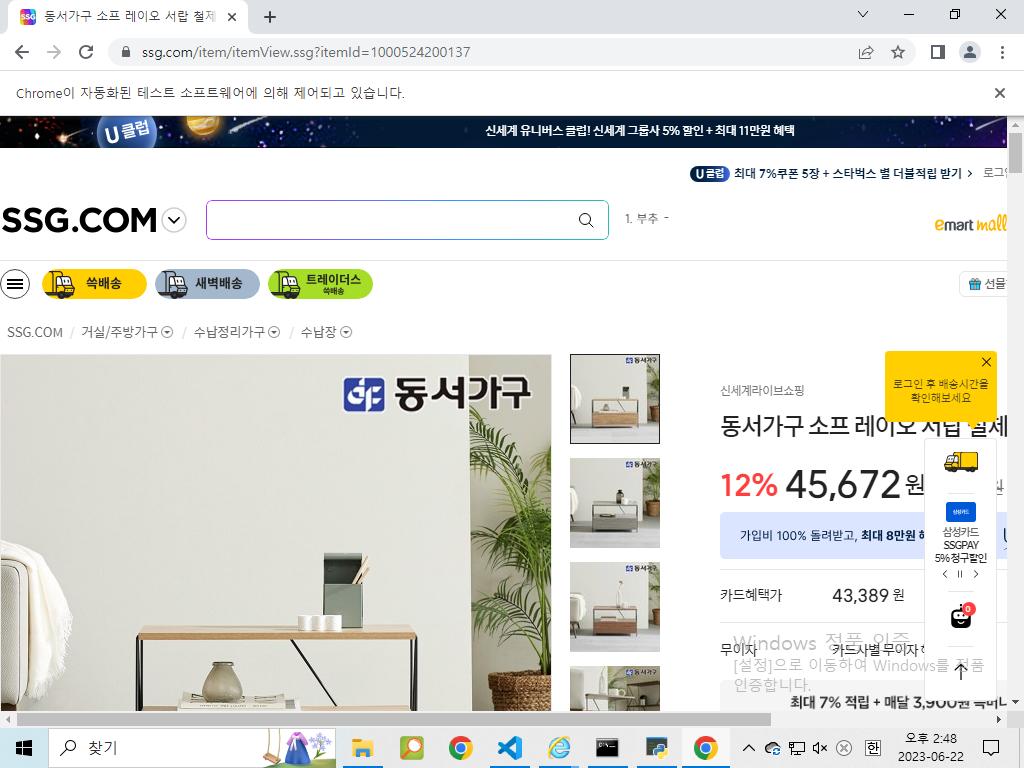 동서가구 소프 레이오 서랍 철제
ssg.com/item/itemView.ssg?itemId=1000524200137
Chrome이 자동화된 테스트 소프트웨어에 의해 제어되고 있습니다.
U 클럽
신세계 유니버스 클럽! 신세계 그룹사 5% 할인 + 최대 11만원 혜택
U 클럽 최대 7%쿠폰 5장 + 스타벅스 별 더블적립 받기 >
SSG.COM
1. 부추 -
emart mall
쓱배송
새벽배송
트레이더스
쓱배송
선물
SSG.COM / 거실/주방가구 / 수납정리가구 / 수납장
동서가구
로그인 후 배송시간을
확인해보세요
신세계라이브쇼핑
동서가구 소프 레이오 서랍 철제
12% 45,672원
가입비 100% 돌려받고, 최대 8만원
삼성카드
삼성카드
SSGPAY
5% 청구할인
카드혜택가 43,389 원
0
무이자 카드사별 무이자
Windows 정품 인증
[설정]으로 이동하여 Windows를 정품
인증합니다.
최대 7% 적립 + 매달 3,900원
찾기
한
오후 2:48
2023-06-22